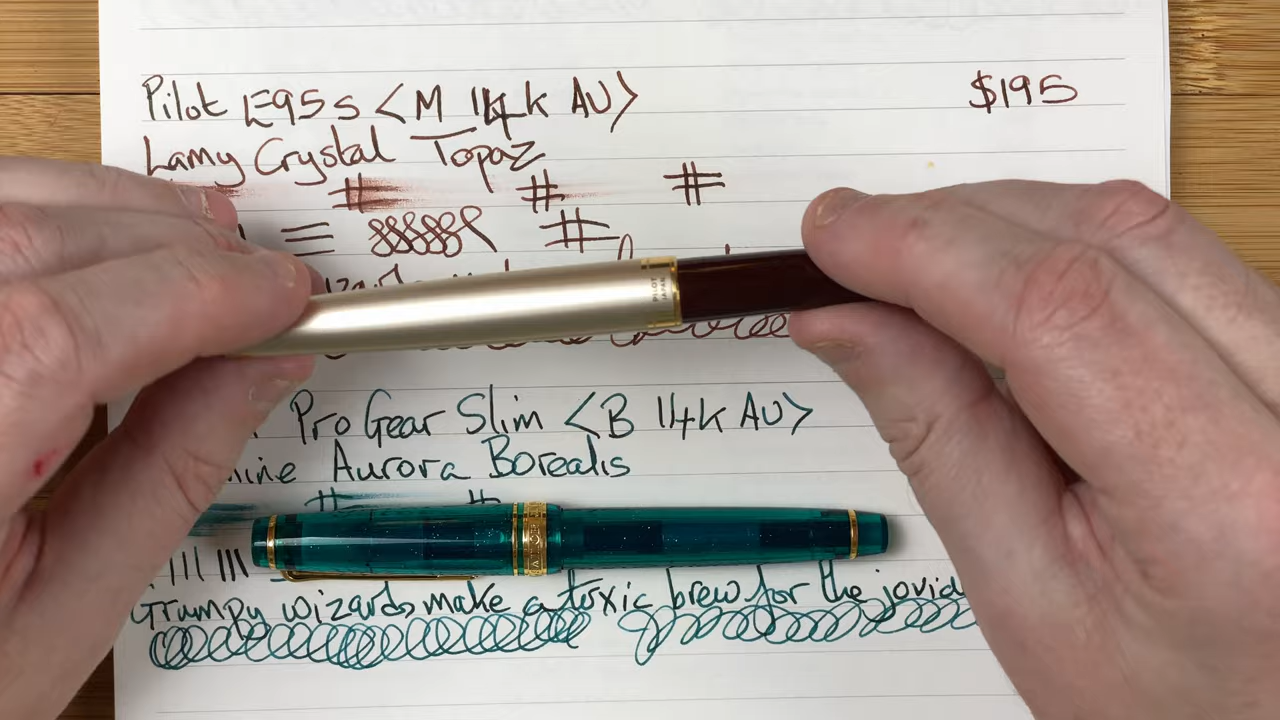 Pilot E95s <M 14k AU> $195
Lamy Crystal Topaz
PILOT
JAPAN
Pro Gear Slim <B 14k AU>
Aurora Borealis
Grumpy wizards make a toxic brew for the